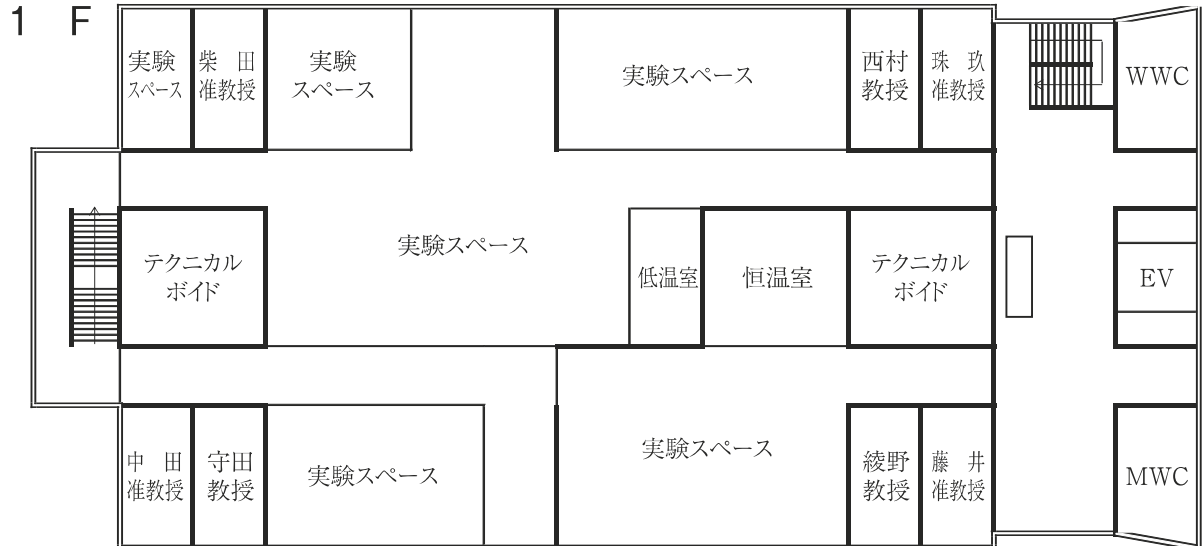 1 F
実験
スペース
柴 田
准教授
実験
スペース
実験スペース
西村
教授
珠 玖
准教授
WWC
テクニカル
ボイド
実験スペース
低温室
恒温室
テクニカル
ボイド
EV
中 田
准教授
守田
教授
実験スペース
実験スペース
綾野
教授
藤 井
准教授
MWC